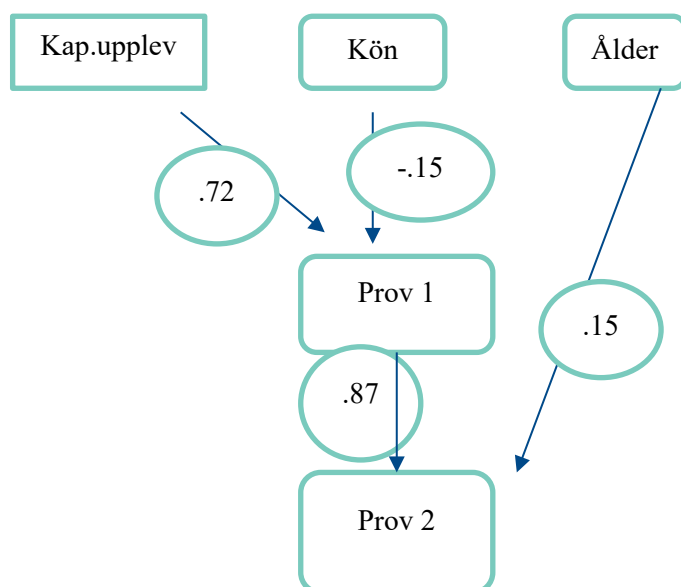 Kap.upplev
Kön
Ålder
.72
-.15
Prov 1
.15
.87
Prov 2